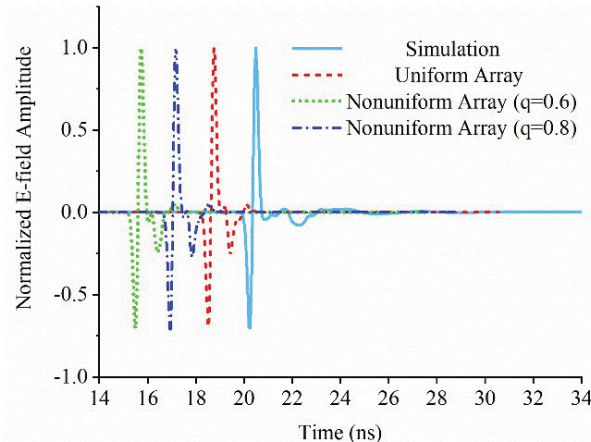 Normalized E-field Amplitude
1.0
0.5
0.0
-0.5
-1.0
Simulation
Uniform Array
Nonuniform Array (q=0.6)
Nonuniform Array (q=0.8)
14 16 18 20 22 24 26 28 30 32 34
Time (ns)